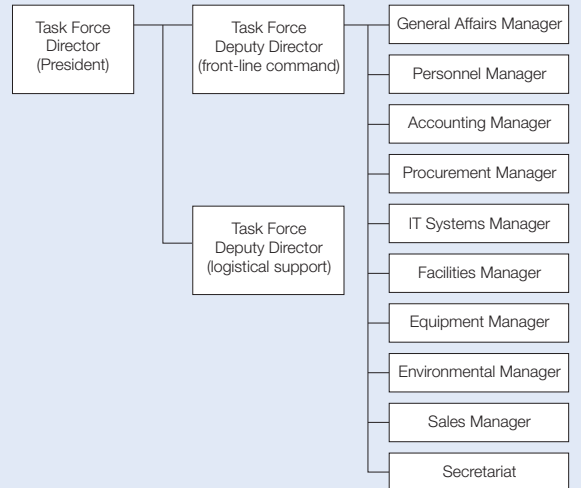 Task Force
Director
(President)
Task Force
Deputy Director
(front-line command)
Task Force
Deputy Director
(logistical support)
General Affairs Manager
Personnel Manager
Accounting Manager
Procurement Manager
IT Systems Manager
Facilities Manager
Equipment Manager
Environmental Manager
Sales Manager
Secretariat